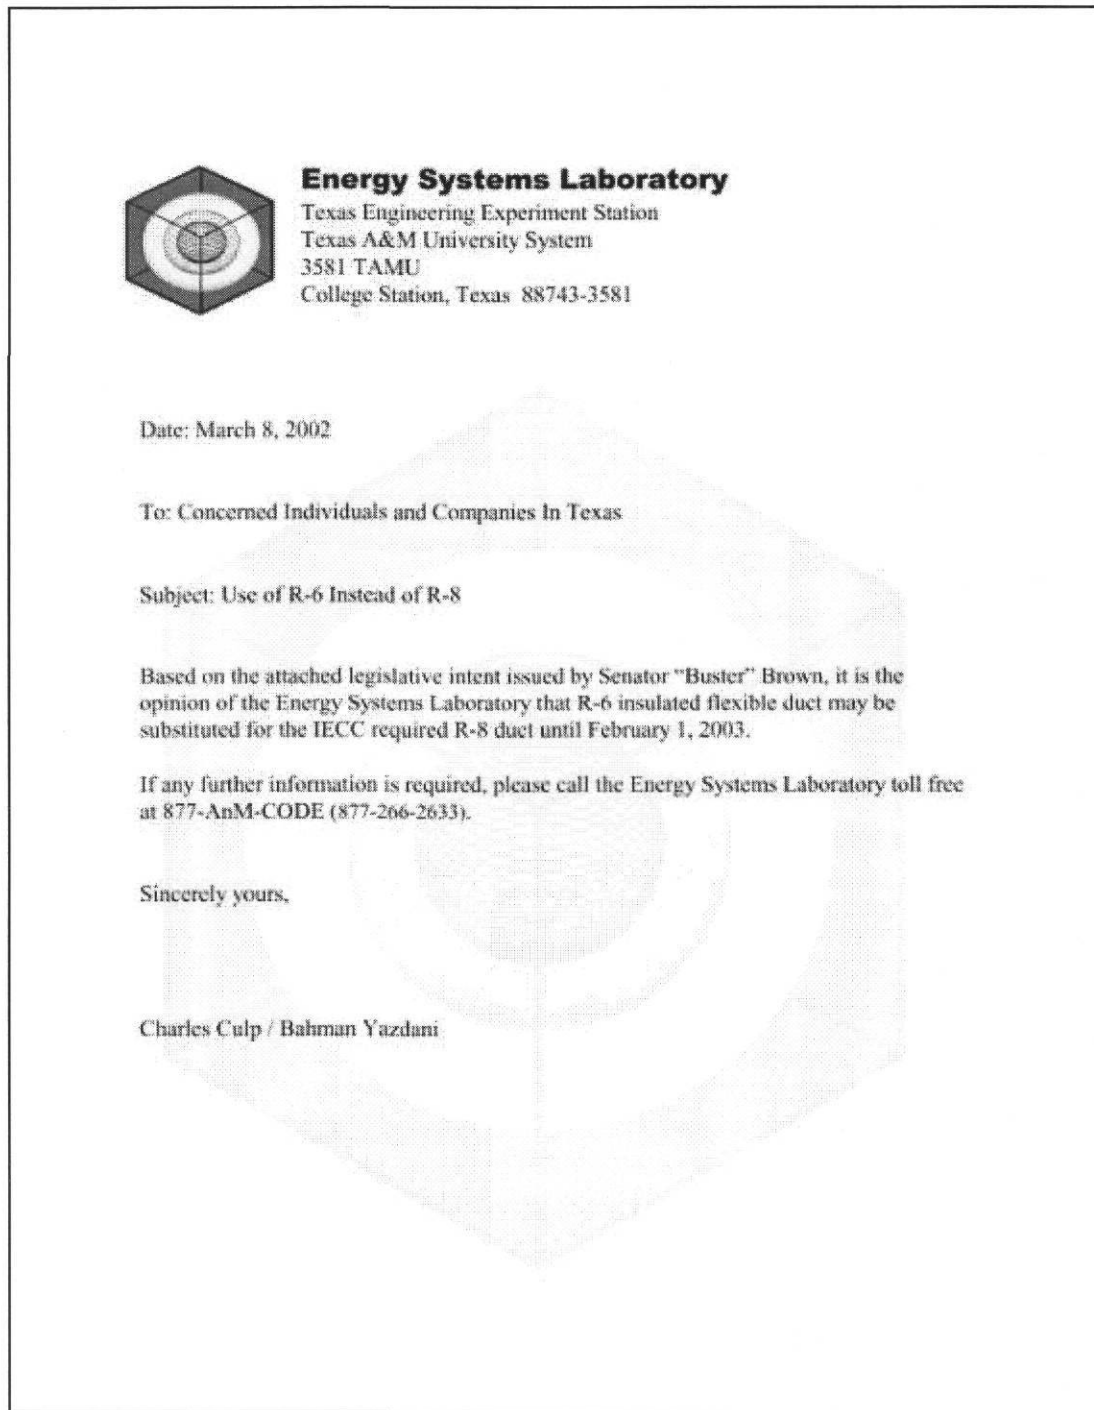 Energy Systems Laboratory
Texas Engineering Experiment Station
Texas A&M University System
3581 TAMU
College Station, Texas 88743-3581
Date: March 8, 2002
To: Concerned Individuals and Companies In Texas
Subject: Use of R-6 Instead of R-8
Based on the attached legislative intent issued by Senator "Buster" Brown, it is the
opinion of the Energy Systems Laboratory that R-6 insulated flexible duct may be
substituted for the IECC required R-8 duct until February 1, 2003.
If any further information is required, please call the Energy Systems Laboratory toll free
at 877-AnM-CODE (877-266-2633).
Sincerely yours,
Charles Culp / Bahman Yazdani